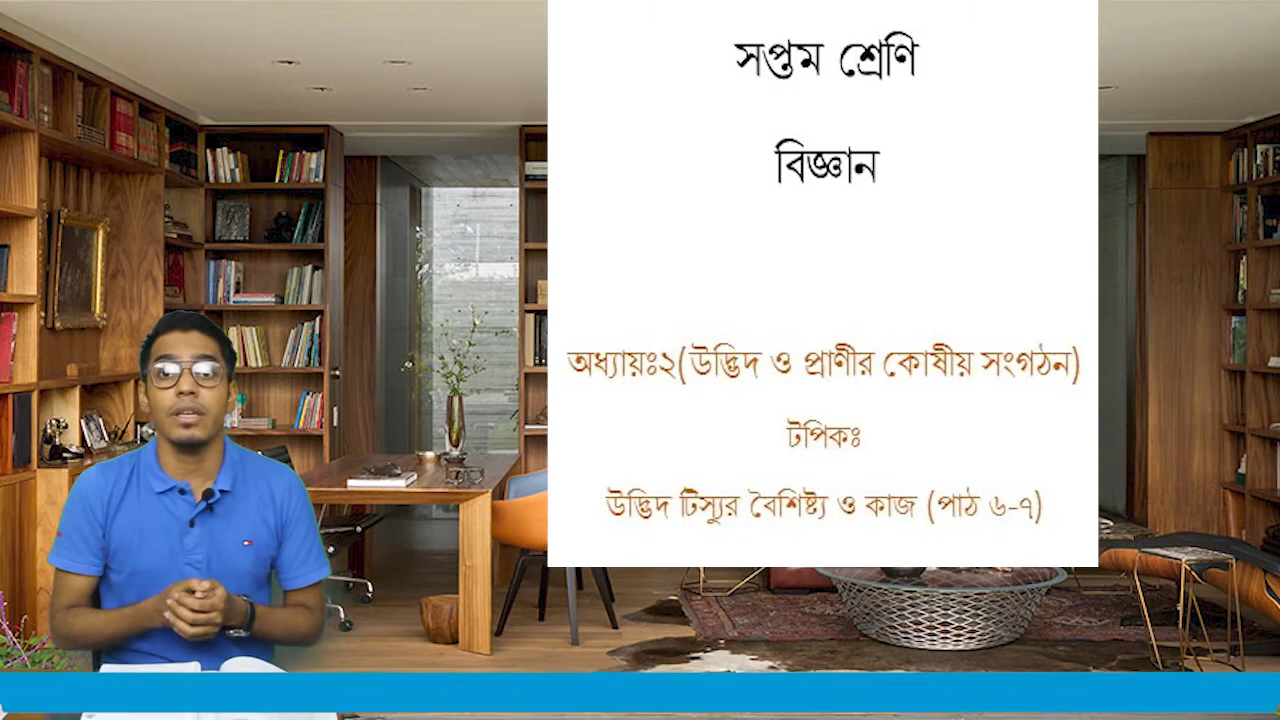 সপ্তম শ্রেণি
বিজ্ঞান
অধ্যায়ঃ২(উদ্ভিদ ও প্রাণীর কোষীয় সংগঠন)
টপিকঃ
উদ্ভিদ টিস্যুর বৈশিষ্ট্য ও কাজ (পাঠ ৬-৭)